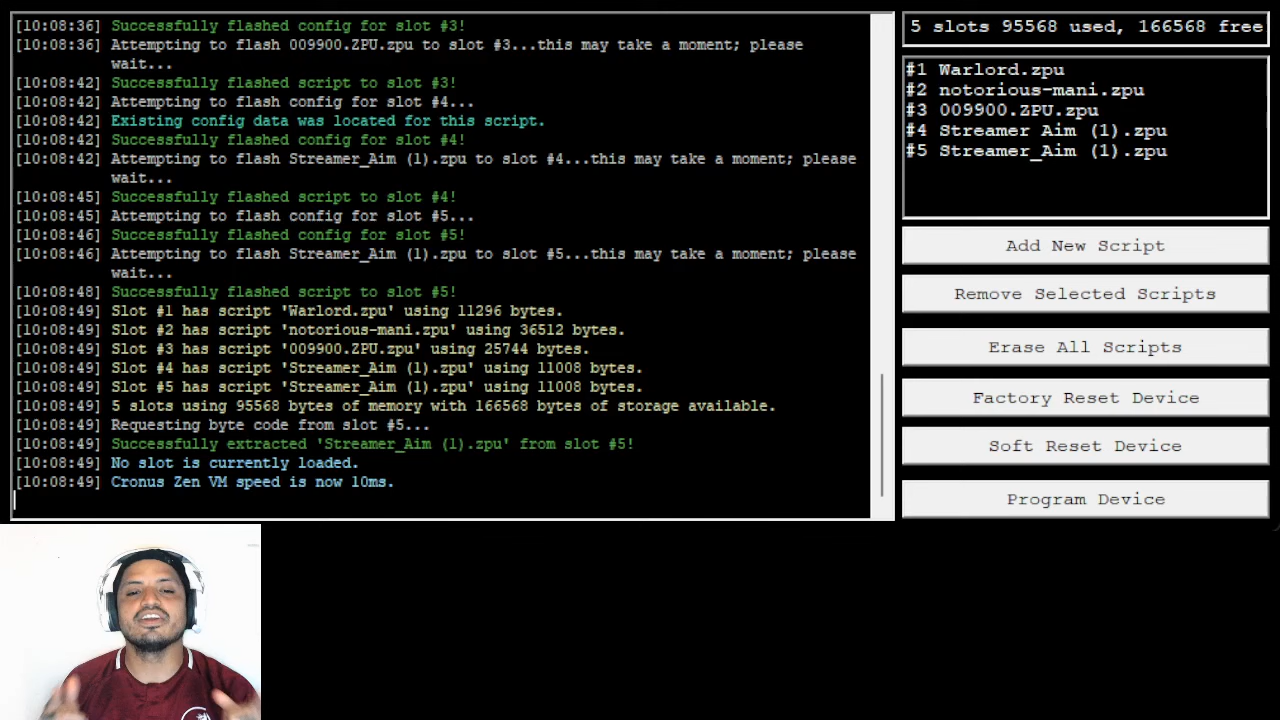 [10:08:36] Successfully flashed config for slot #3!
[10:08:36] Attempting to flash 009900.ZPU.zpu to slot #3...this may take a moment; please
wait...
[10:08:42] Successfully flashed script to slot #3!
[10:08:42] Attempting to flash config for slot #4...
[10:08:42] Existing config data was located for this script.
[10:08:42] Successfully flashed config for slot #4!
[10:08:42] Attempting to flash Streamer_Aim (1).zpu to slot #4...this may take a moment; please
wait...
[10:08:45] Successfully flashed script to slot #4!
[10:08:45] Attempting to flash config for slot #5...
[10:08:46] Successfully flashed config for slot #5!
[10:08:46] Attempting to flash Streamer_Aim (1).zpu to slot #5...this may take a moment; please
wait...
[10:08:48] Successfully flashed script to slot #5!
[10:08:49] Slot #1 has script 'Warlord.zpu' using 11296 bytes.
[10:08:49] Slot #2 has script 'notorious-mani.zpu' using 36512 bytes.
[10:08:49] Slot #3 has script '009900.ZPU.zpu' using 25744 bytes.
[10:08:49] Slot #4 has script 'Streamer_Aim (1).zpu' using 11008 bytes.
[10:08:49] Slot #5 has script 'Streamer_Aim (1).zpu' using 11008 bytes.
[10:08:49] 5 slots using 95568 bytes of memory with 166568 bytes of storage available.
[10:08:49] Requesting byte code from slot #5...
[10:08:49] Successfully extracted 'Streamer_Aim (1).zpu' from slot #5!
[10:08:49] No slot is currently loaded.
[10:08:49] Cronus Zen VM speed is now 10ms.
5 slots 95568 used, 166568 free
#1 Warlord.zpu
#2 notorious-mani.zpu
#3 009900.ZPU.zpu
#4 Streamer Aim (1).zpu
#5 Streamer_Aim (1).zpu
Add New Script
Remove Selected Scripts
Erase All Scripts
Factory Reset Device
Soft Reset Device
Program Device